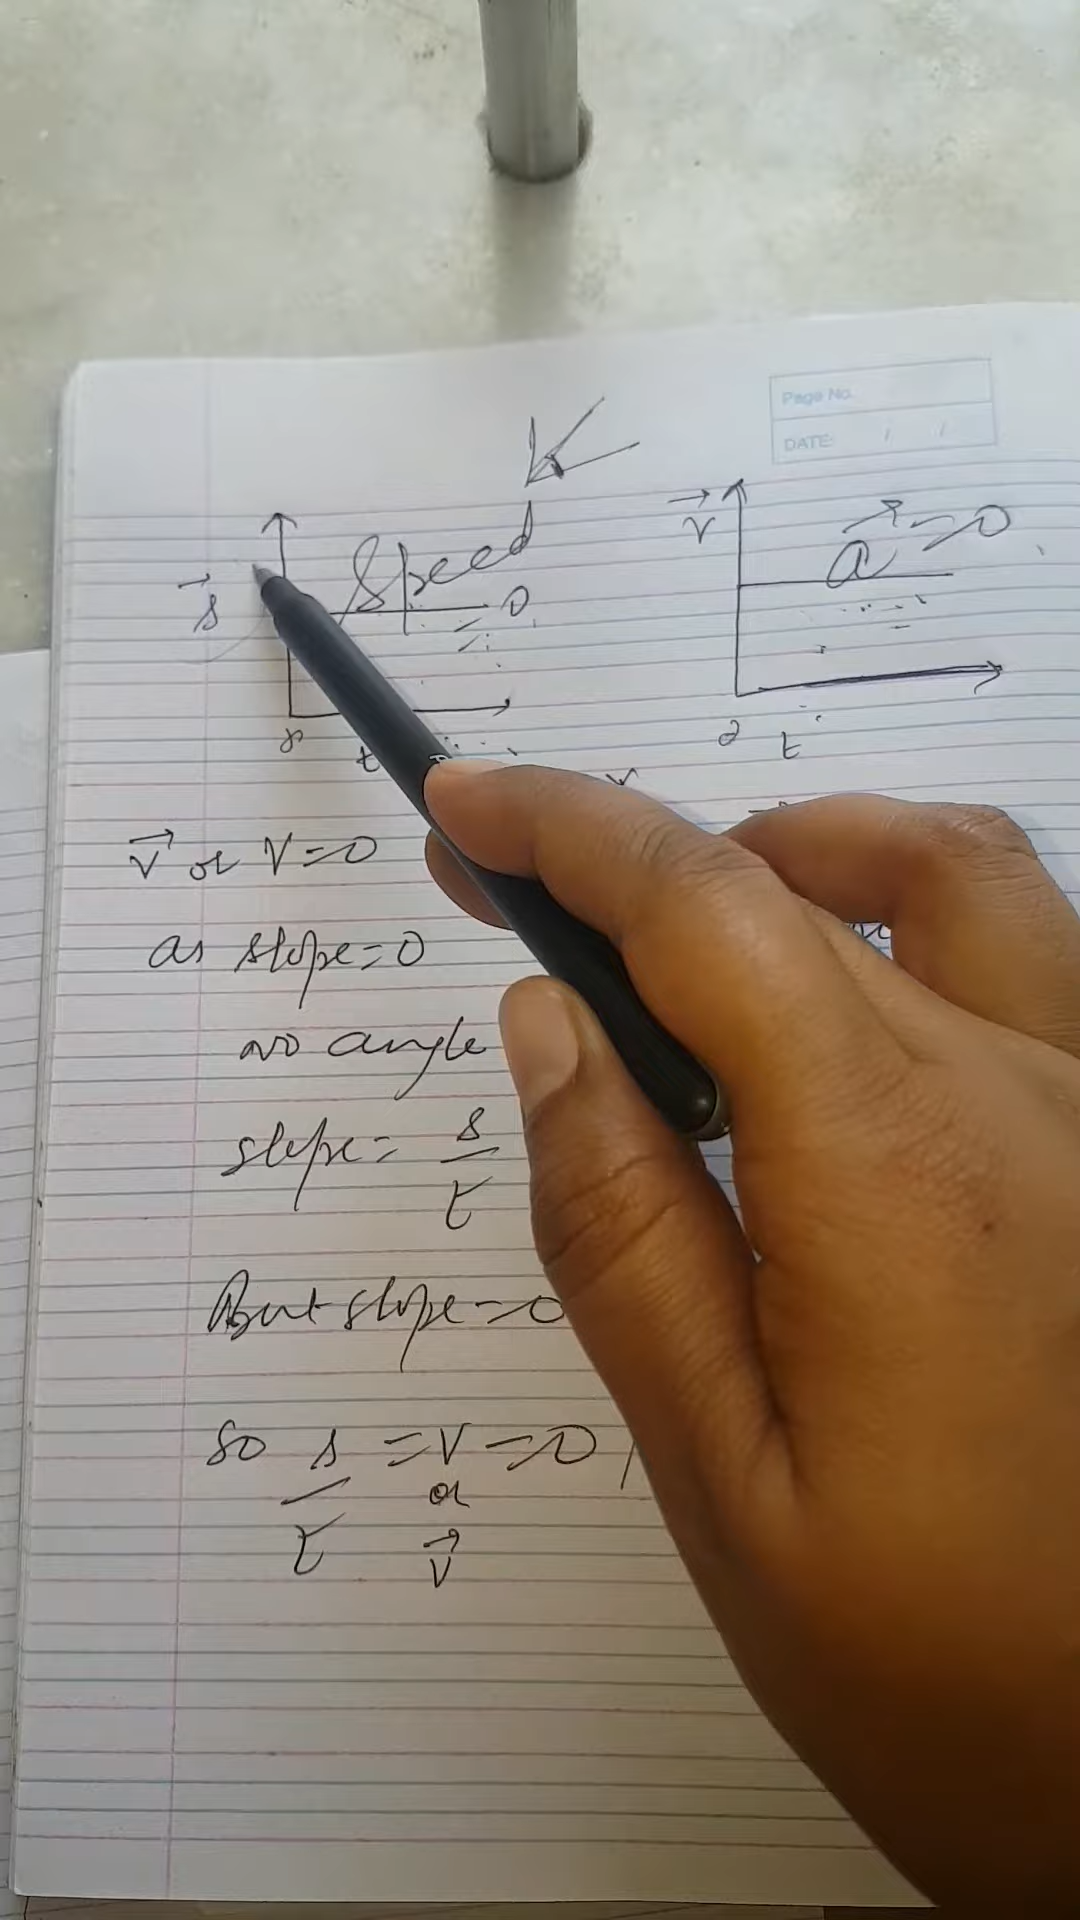 Page No.
DATE: / /
Speed = 0
s⃗
t
v⃗
a⃗ = 0
t
v⃗ or V = 0
as slope = 0
no angle
slope = s/t
But slope = 0
so s/t = V or v⃗ = 0